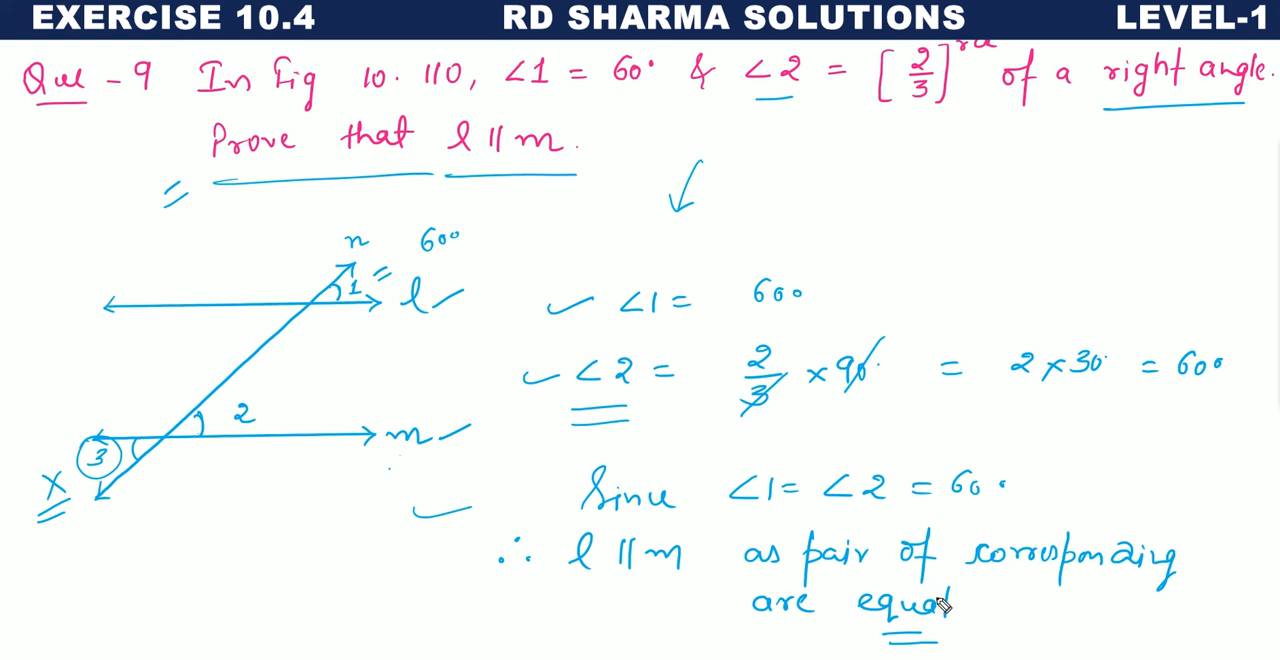 EXERCISE 10.4 RD SHARMA SOLUTIONS LEVEL-1
Que - 9 In Fig 10.110, ∠1 = 60° & ∠2 = [2/3]rd of a right angle.
Prove that l || m.
n 60°
1 = l
2
3 m
X
∠1 = 60°
∠2 = 2/3 × 90° = 2 × 30° = 60°
Since ∠1 = ∠2 = 60°
∴ l || m as pair of corresponding
are equal